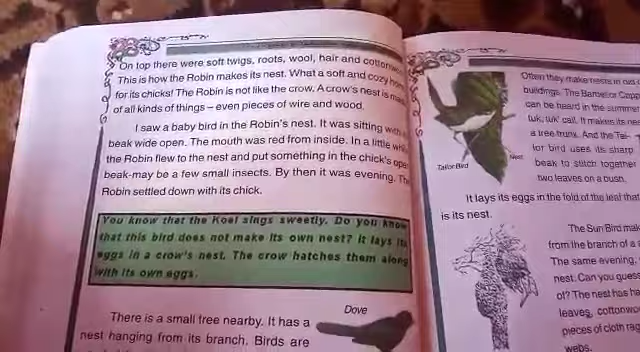 On top there were soft twigs, roots, wool, hair and
This is how the Robin makes its nest. What a soft and cozy
for its chicks! The Robin is not like the crow. A crow's nest is
of all kinds of things – even pieces of wire and wood.
I saw a baby bird in the Robin's nest. It was sitting with
beak wide open. The mouth was red from inside. In a little
the Robin flew to the nest and put something in the chick's
beak-may be a few small insects. By then it was evening.
Robin settled down with its chick.
You know that the Koel sings sweetly. Do you know
that this bird does not make its own nest? It lays its
eggs in a crow's nest. The crow hatches them along
with its own eggs.
There is a small tree nearby. It has a
nest hanging from its branch. Birds are
Dove
Tailor Bird
Nest
Often they make nests in old
buildings. The Barbet or
can be heard in the summer
tuk, tuk' call. It makes its
a tree trunk. And the Tai-
lor bird uses its sharp
beak to stitch together
two leaves on a bush.
It lays its eggs in the fold of the leaf that
is its nest.
The Sun Bird
from the branch of a
The same evening,
nest. Can you guess
of? The nest has
leaves,
pieces of cloth
webs.